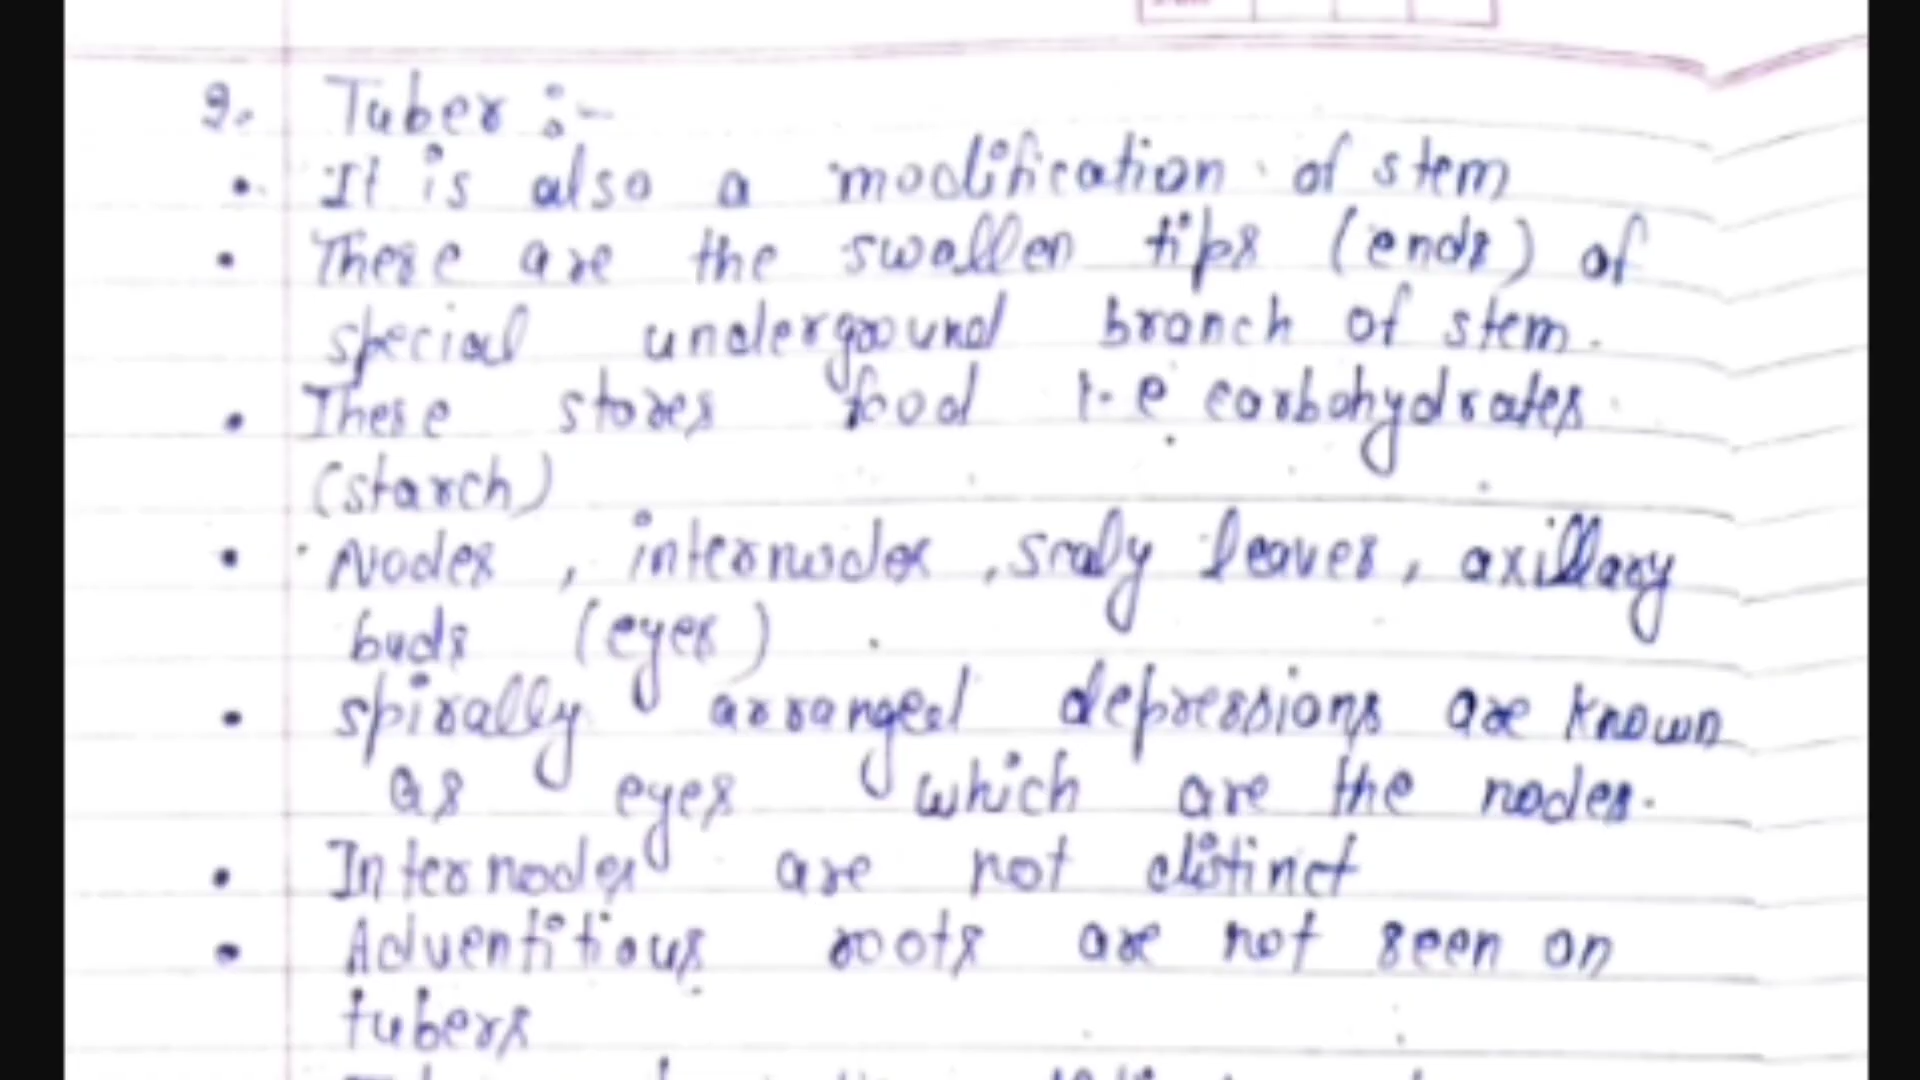 2. Tuber :-
• It is also a modification of stem
• These are the swollen tips (ends) of
special underground branch of stem.
• These stores food i.e carbohydrates
(starch)
• Nodes, internodes, scaly leaves, axillary
buds (eyes)
• spirally arranged depressions are known
as eyes which are the nodes.
• Internodes are not distinct
• Adventitious roots are not seen on
tubers